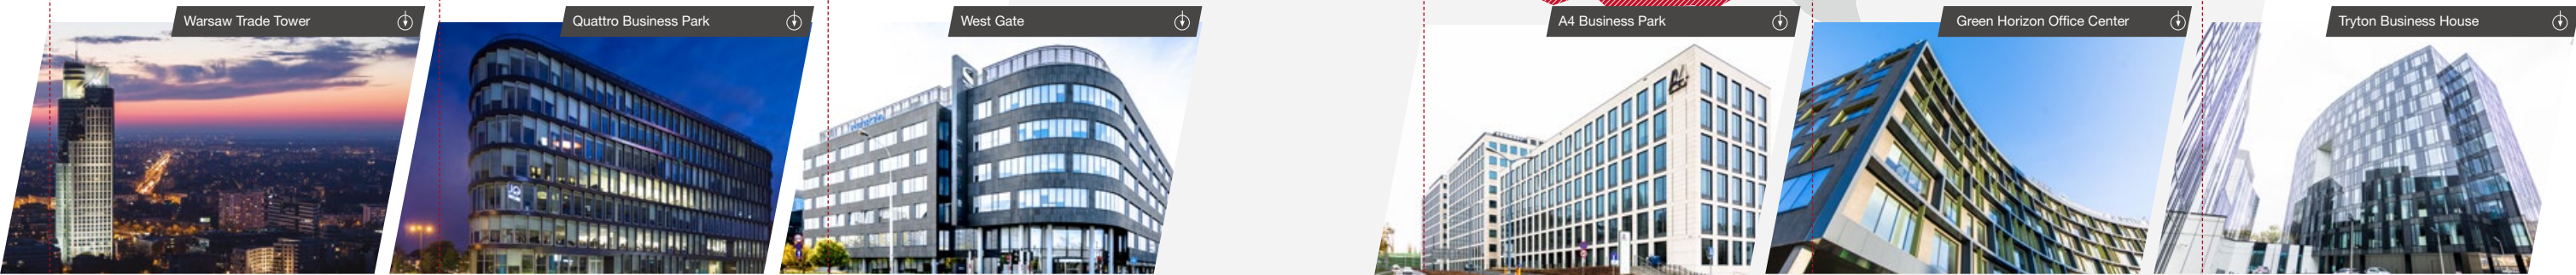 Warsaw Trade Tower
Quattro Business Park
West Gate
A4 Business Park
Green Horizon Office Center
Tryton Business House